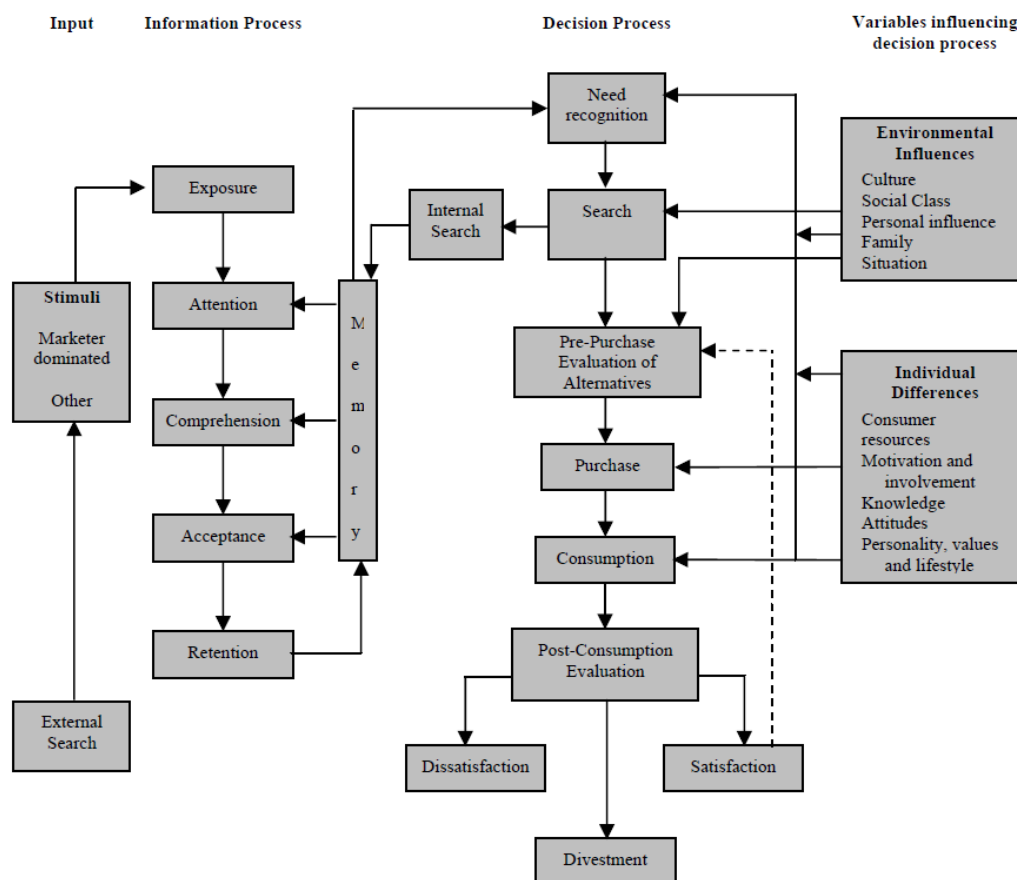 Input
Information Process
Decision Process
Variables influencing
decision process
Need
recognition
Environmental
Influences
Culture
Social Class
Personal influence
Family
Situation
Exposure
Internal
Search
Search
Stimuli
Marketer
dominated
Other
Attention
M
e
m
o
r
y
Pre-Purchase
Evaluation of
Alternatives
Individual
Differences
Consumer
resources
Motivation and
involvement
Knowledge
Attitudes
Personality, values
and lifestyle
Comprehension
Purchase
Acceptance
Consumption
Retention
Post-Consumption
Evaluation
External
Search
Dissatisfaction
Satisfaction
Divestment